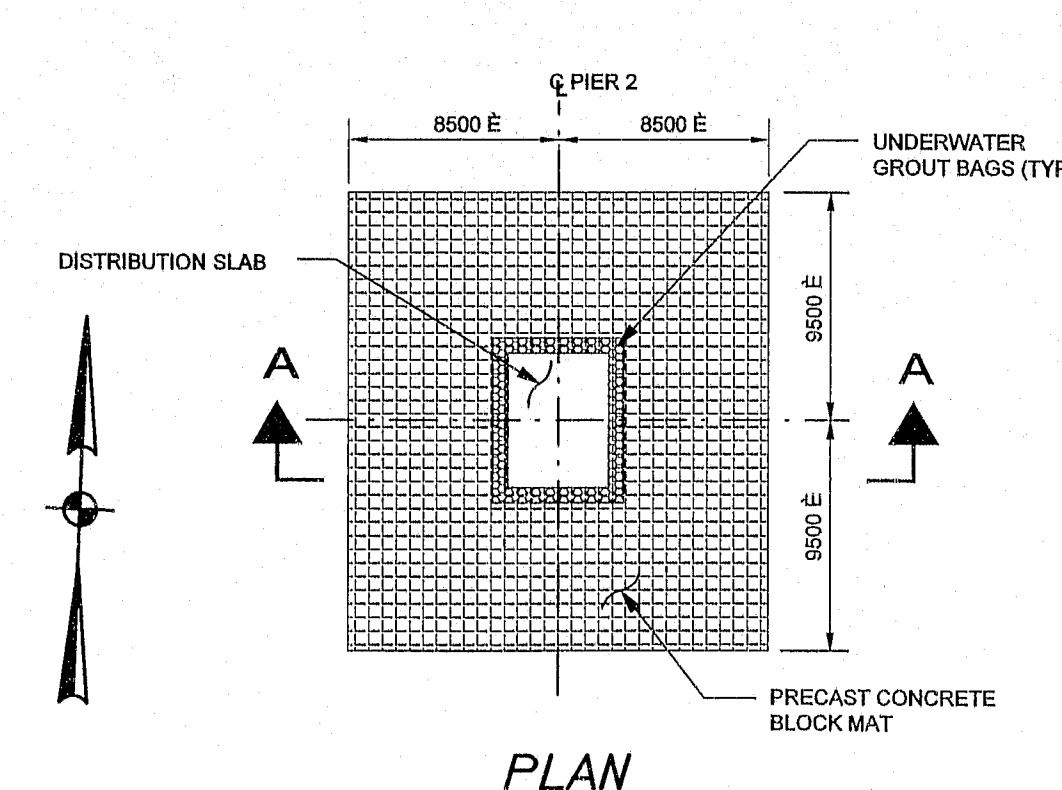 ℄ PIER 2
8500 È
8500 È
UNDERWATER
GROUT BAGS (TYP
DISTRIBUTION SLAB
9500 È
A
A
9500 È
PRECAST CONCRETE
BLOCK MAT
PLAN